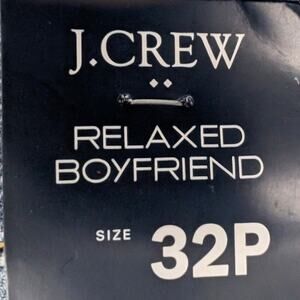 J.CREW
RELAXED
BOYFRIEND
SIZE 32P